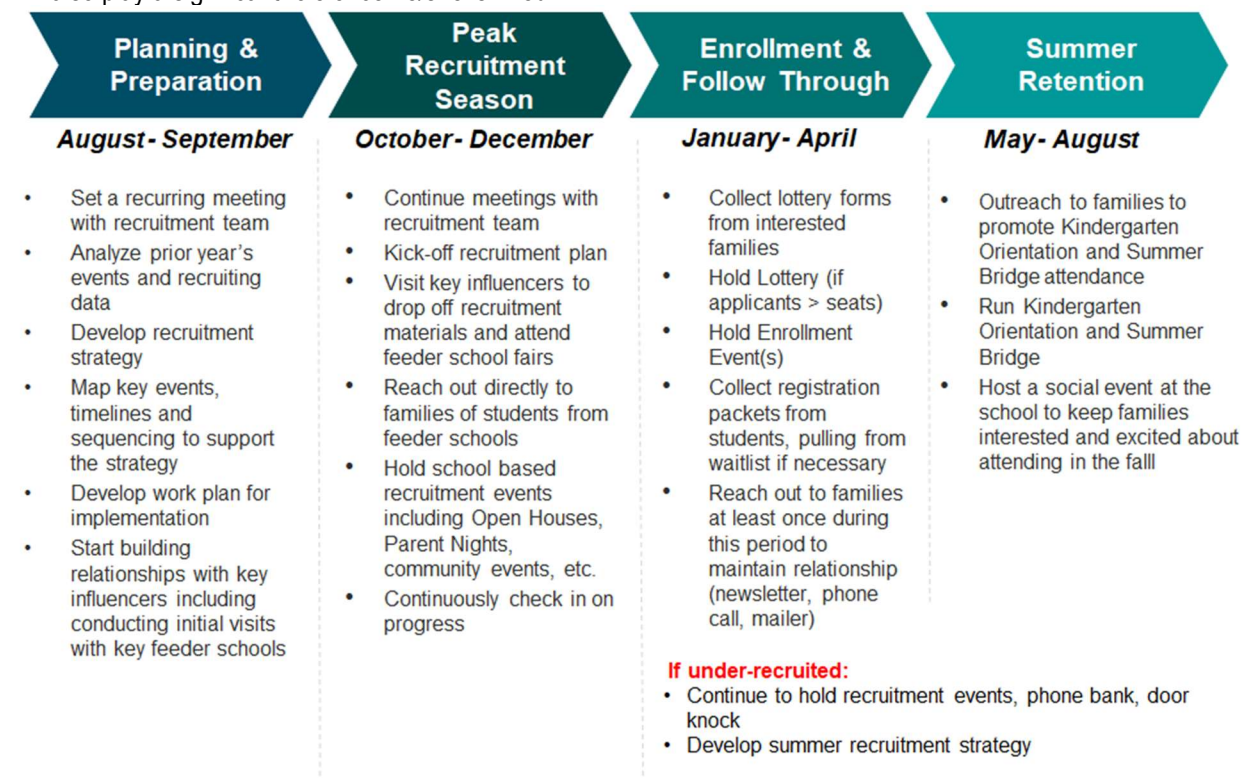 Planning &
Preparation
August- September
• Set a recurring meeting
with recruitment team
• Analyze prior year's
events and recruiting
data
• Develop recruitment
strategy
• Map key events,
timelines and
sequencing to support
the strategy
• Develop work plan for
implementation
• Start building
relationships with key
influencers including
conducting initial visits
with key feeder schools
Peak
Recruitment
Season
October- December
• Continue meetings with
recruitment team
• Kick-off recruitment plan
• Visit key influencers to
drop off recruitment
materials and attend
feeder school fairs
• Reach out directly to
families of students from
feeder schools
• Hold school based
recruitment events
including Open Houses,
Parent Nights,
community events, etc.
• Continuously check in on
progress
Enrollment &
Follow Through
January- April
• Collect lottery forms
from interested
families
• Hold Lottery (if
applicants > seats)
• Hold Enrollment
Event(s)
• Collect registration
packets from
students, pulling from
waitlist if necessary
• Reach out to families
at least once during
this period to
maintain relationship
(newsletter, phone
call, mailer)
Summer
Retention
May- August
• Outreach to families to
promote Kindergarten
Orientation and Summer
Bridge attendance
• Run Kindergarten
Orientation and Summer
Bridge
• Host a social event at the
school to keep families
interested and excited about
attending in the falll
If under-recruited:
• Continue to hold recruitment events, phone bank, door
knock
• Develop summer recruitment strategy